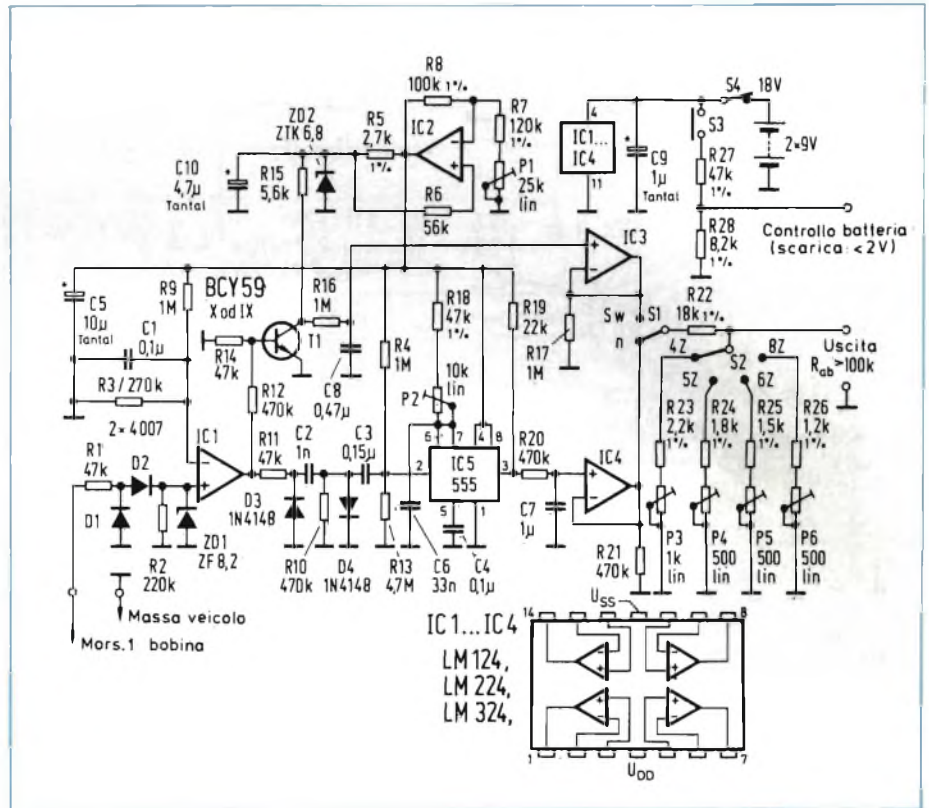 R8
100k 1%
ZD2
ZTK 6,8
R5
2,7k
1%
IC2
R7
120k
1%
P1
25k
lin
C10
4,7µ
Tantal
R15
5,6k
R6
56k
4
IC1...
IC4
11
C9
1µ
Tantal
S4
18V
S3
2×9V
R27
47k
1%
R28
8,2k
1%
Controllo batteria
(scarica: <2V)
IC3
R9
1M
BCY59
X od IX
R16
1M
T1
R18
47k
1%
R19
22k
Sw
S1
n
R22
18k 1%
R17
1M
C5
10µ
Tantal
C1
0,1µ
R14
47k
R4
1M
C8
0,47µ
10k
lin
P2
4Z
S2
8Z
5Z
6Z
Uscita
Rab >100k
R3/270k
2×4007
R12
470k
R23
2,2k
1%
R24
1,8k
1%
R25
1,5k
1%
R26
1,2k
1%
IC1
R11
47k
C2
1n
C3
0,15µ
6
7
4
8
2
IC5
555
3
5
1
R20
470k
IC4
R1
47k
D2
D1
D3
1N4148
C7
1µ
R2
220k
ZD1
ZF 8,2
R10
470k
D4
1N4148
R13
4,7M
C6
33n
C4
0,1µ
R21
470k
P3
1k
lin
P4
500
lin
P5
500
lin
P6
500
lin
Massa veicolo
Mors.1 bobina
USS
14
8
IC1...IC4
LM 124,
LM 224,
LM 324,
1
7
UDD